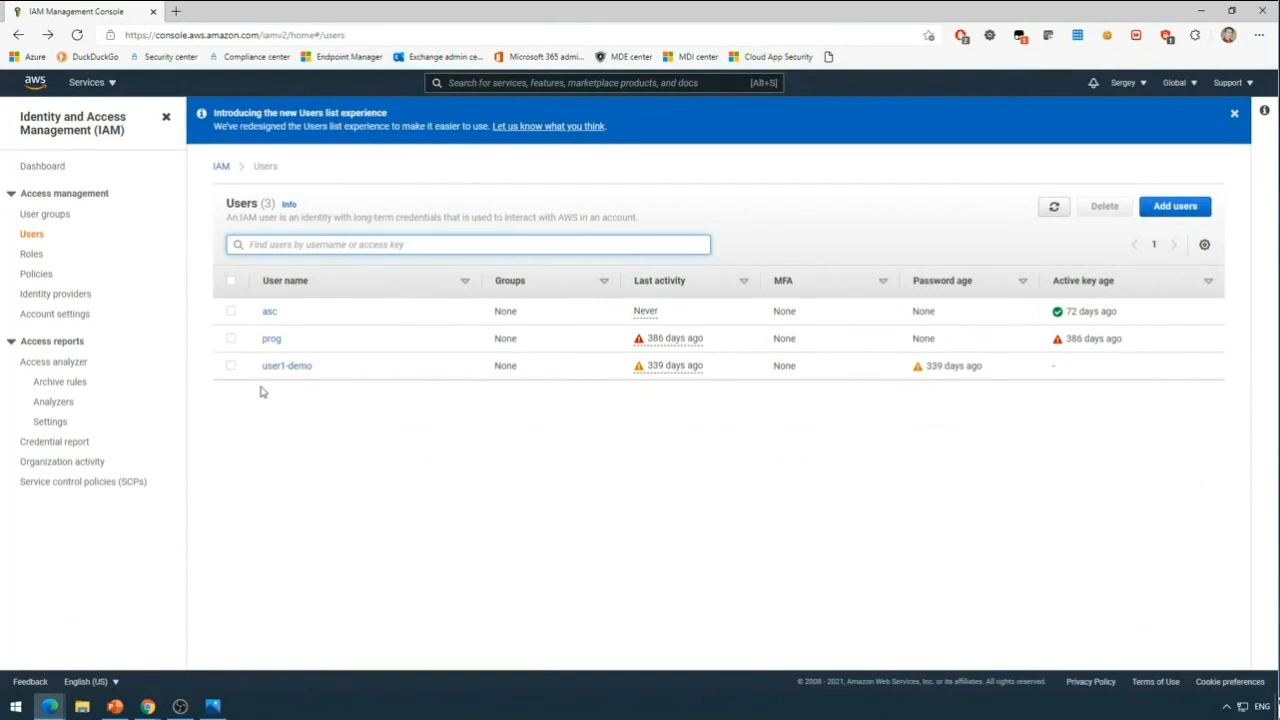 IAM Management Console
https://console.aws.amazon.com/iamv2/home#/users
Azure
DuckDuckGo
Security center
Compliance center
Endpoint Manager
Exchange admin ce...
Microsoft 365 admi...
MDE center
MDI center
Cloud App Security
aws
Services
Search for services, features, marketplace products, and docs
[Alt+S]
Sergey
Global
Support
Identity and Access
Management (IAM)
Dashboard
Access management
User groups
Users
Roles
Policies
Identity providers
Account settings
Access reports
Access analyzer
Archive rules
Analyzers
Settings
Credential report
Organization activity
Service control policies (SCPs)
Introducing the new Users list experience
We've redesigned the Users list experience to make it easier to use. Let us know what you think.
IAM > Users
Users (3) Info
An IAM user is an identity with long-term credentials that is used to interact with AWS in an account.
Delete
Add users
Find users by username or access key
1
User name Groups Last activity MFA Password age Active key age
asc None Never None None 72 days ago
prog None 386 days ago None None 386 days ago
user1-demo None 339 days ago None 339 days ago -
Feedback
English (US)
© 2008 - 2021, Amazon Web Services, Inc. or its affiliates. All rights reserved.
Privacy Policy
Terms of Use
Cookie preferences
ENG